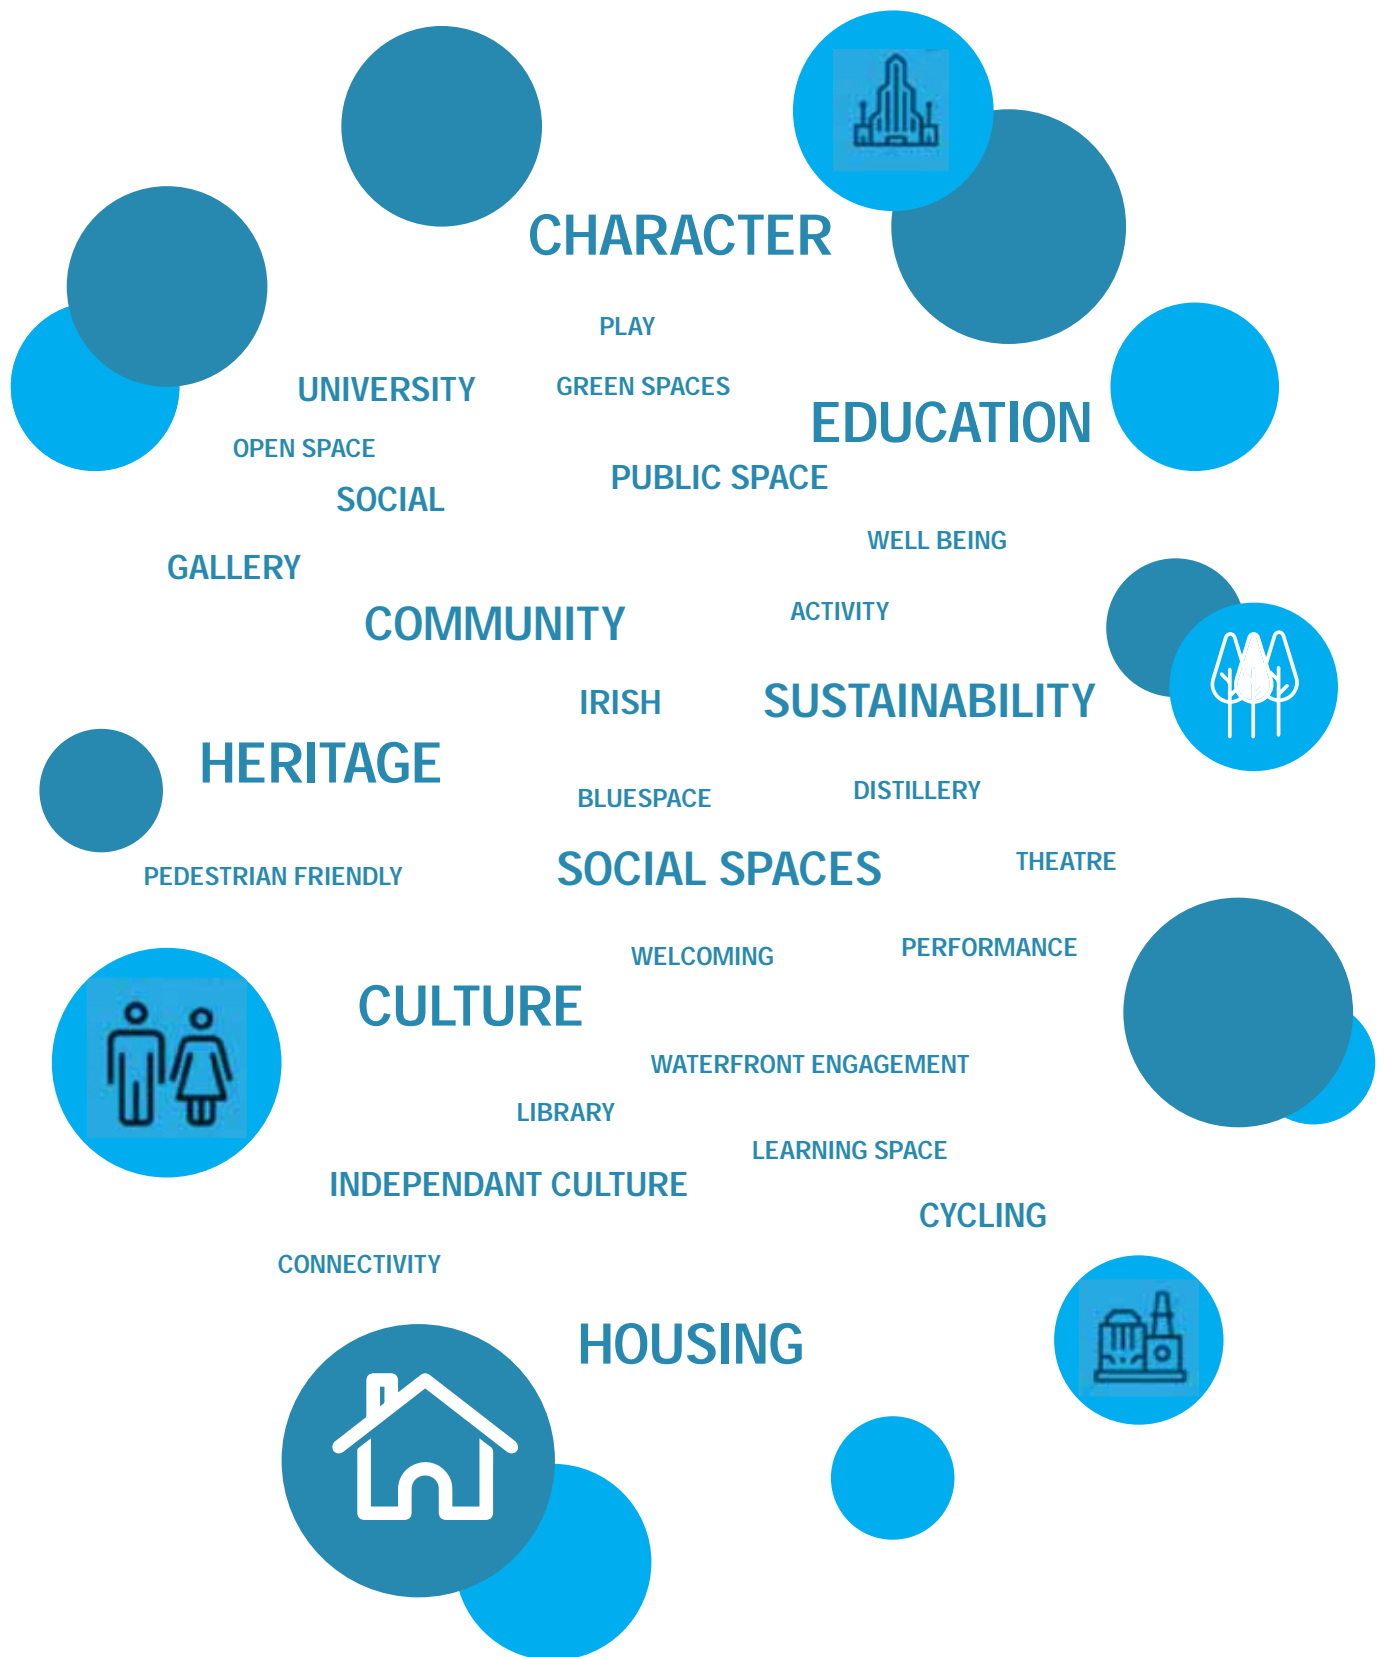 CHARACTER
PLAY
UNIVERSITY
GREEN SPACES
EDUCATION
OPEN SPACE
PUBLIC SPACE
SOCIAL
WELL BEING
GALLERY
COMMUNITY
ACTIVITY
IRISH
SUSTAINABILITY
HERITAGE
BLUESPACE
DISTILLERY
PEDESTRIAN FRIENDLY
SOCIAL SPACES
THEATRE
WELCOMING
PERFORMANCE
CULTURE
WATERFRONT ENGAGEMENT
LIBRARY
LEARNING SPACE
INDEPENDANT CULTURE
CYCLING
CONNECTIVITY
HOUSING